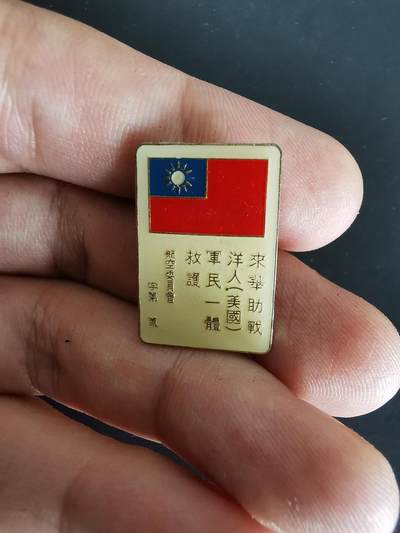 來華助戰
洋人(美國)
軍民一體
救護
航空委員會
字第 號